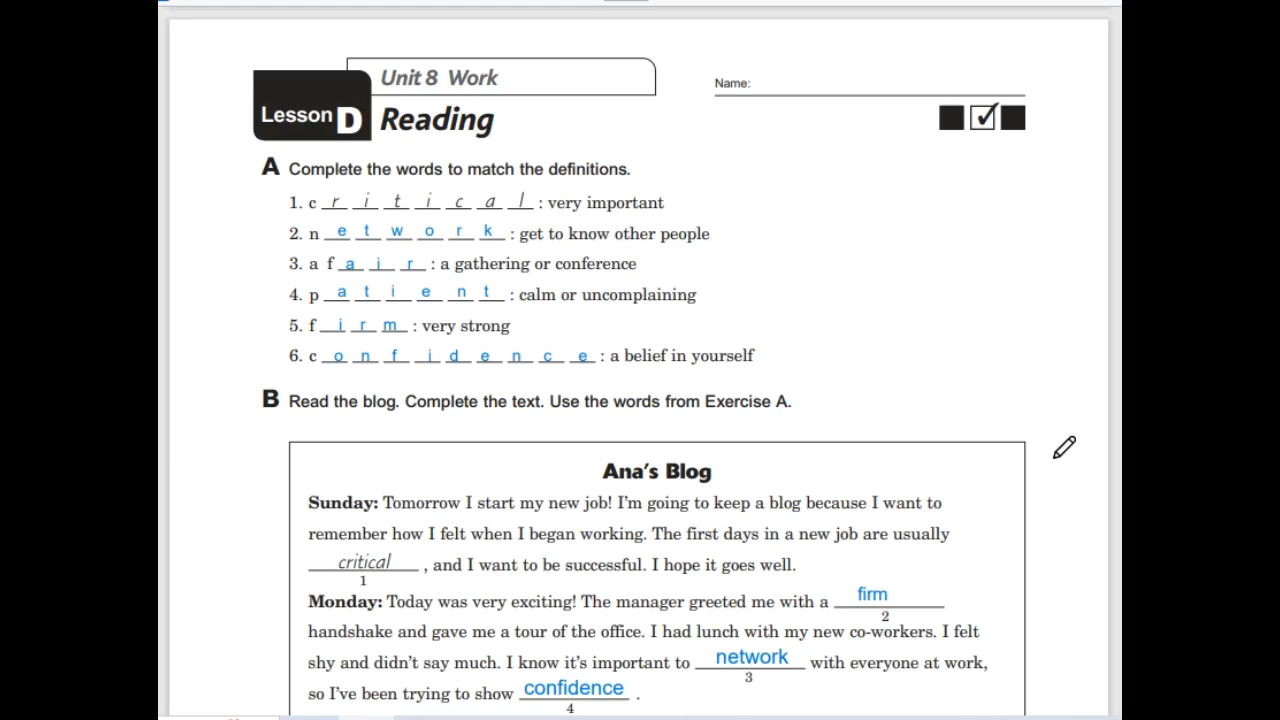 Unit 8 Work
Name:
Lesson D Reading
A Complete the words to match the definitions.
1. c r i t i c a l : very important
2. n e t w o r k : get to know other people
3. a f a i r : a gathering or conference
4. p a t i e n t : calm or uncomplaining
5. f i r m : very strong
6. c o n f i d e n c e : a belief in yourself
B Read the blog. Complete the text. Use the words from Exercise A.
Ana's Blog
Sunday: Tomorrow I start my new job! I'm going to keep a blog because I want to
remember how I felt when I began working. The first days in a new job are usually
critical , and I want to be successful. I hope it goes well.
1
Monday: Today was very exciting! The manager greeted me with a firm
2
handshake and gave me a tour of the office. I had lunch with my new co-workers. I felt
shy and didn't say much. I know it's important to network with everyone at work,
3
so I've been trying to show confidence .
4